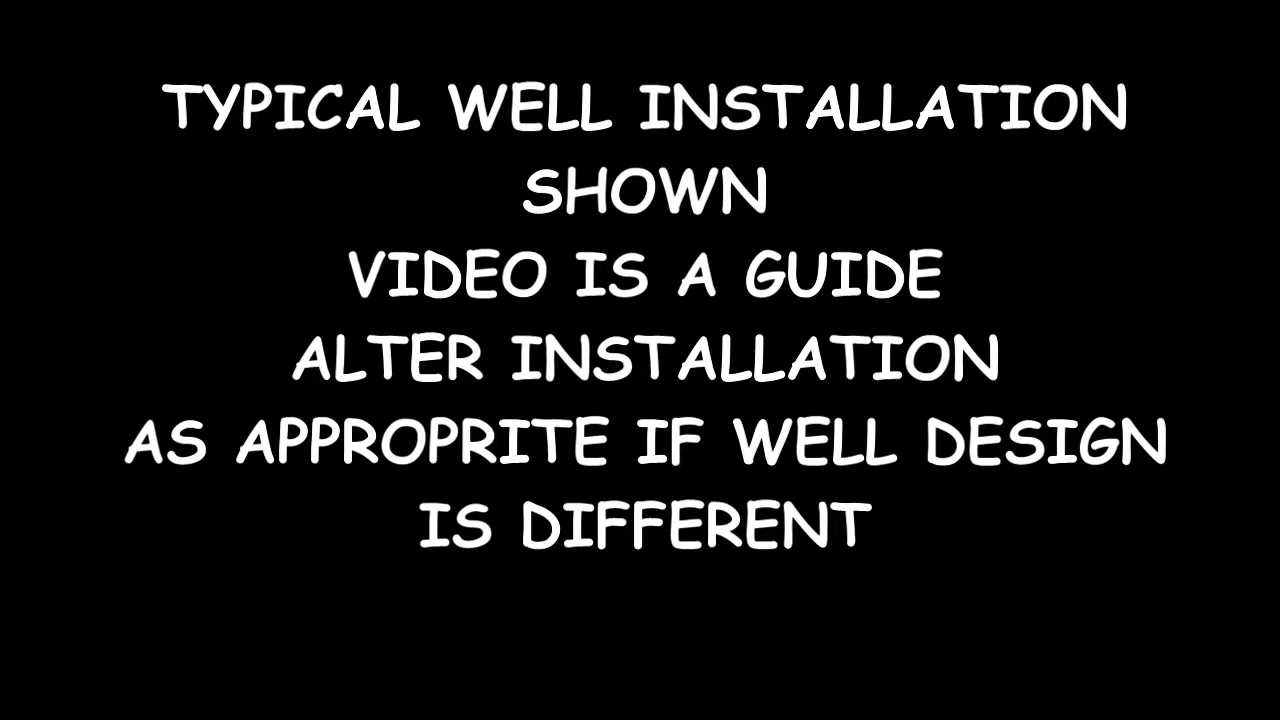 TYPICAL WELL INSTALLATION
SHOWN
VIDEO IS A GUIDE
ALTER INSTALLATION
AS APPROPRITE IF WELL DESIGN
IS DIFFERENT